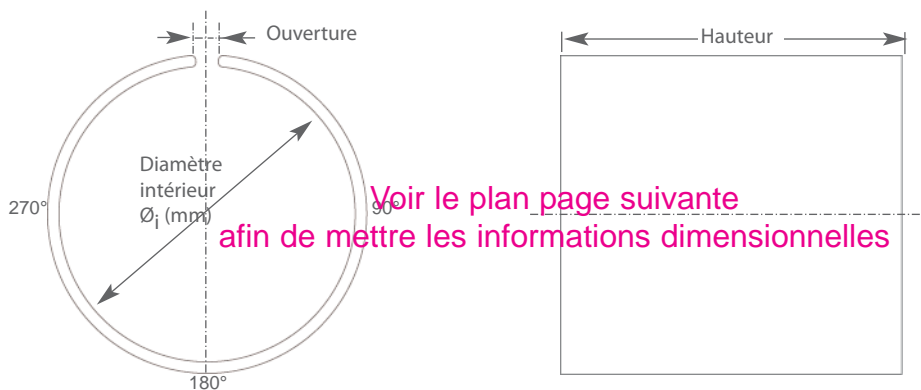 Ouverture
Hauteur
Diamètre
intérieur
Øi (mm)
270°
90°
Voir le plan page suivante
afin de mettre les informations dimensionnelles
180°